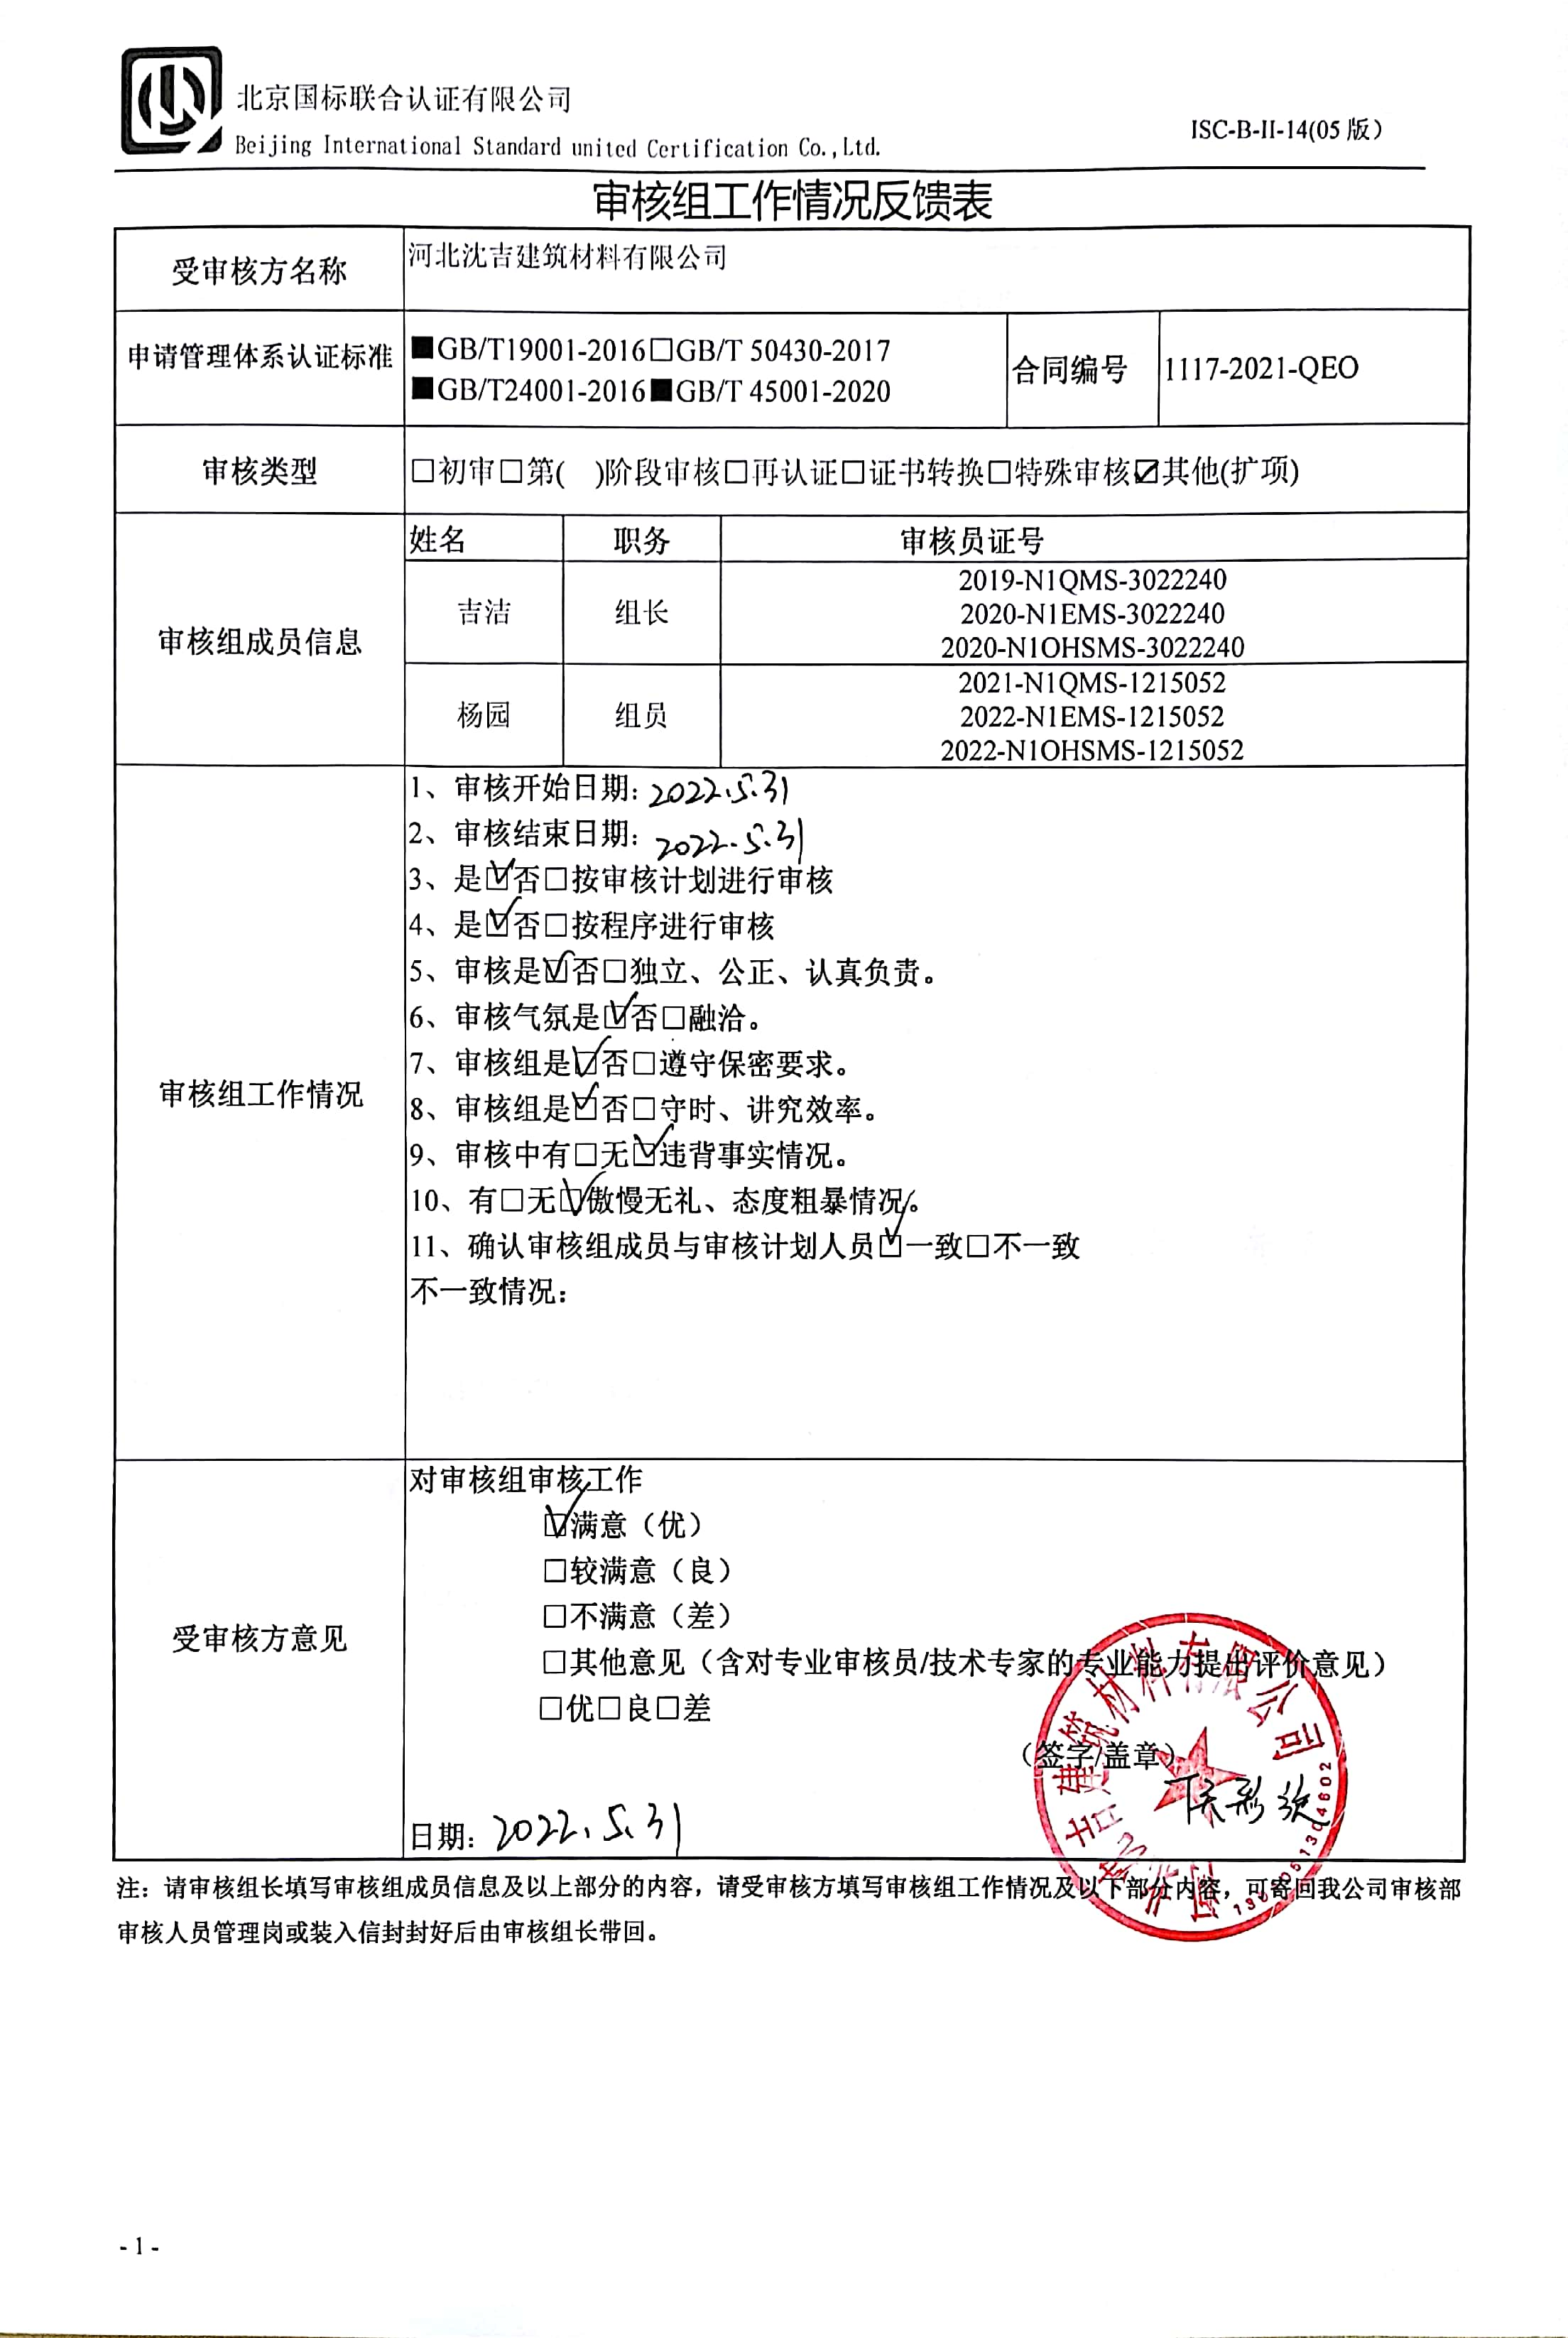 北京国标联合认证有限公司
Beijing International Standard united Certification Co.,Ltd.
ISC-B-II-14(05 版)
审核组工作情况反馈表
受审核方名称
河北沈吉建筑材料有限公司
申请管理体系认证标准
■GB/T19001-2016□GB/T 50430-2017
■GB/T24001-2016■GB/T 45001-2020
合同编号
1117-2021-QEO
审核类型
□初审□第( )阶段审核□再认证□证书转换□特殊审核☑其他(扩项)
审核组成员信息
姓名 职务 审核员证号
吉洁 组长
2019-N1QMS-3022240
2020-N1EMS-3022240
2020-N1OHSMS-3022240
杨园 组员
2021-N1QMS-1215052
2022-N1EMS-1215052
2022-N1OHSMS-1215052
审核组工作情况
1、审核开始日期：2022.5.31
2、审核结束日期：2022.5.31
3、是☑否□按审核计划进行审核
4、是☑否□按程序进行审核
5、审核是☑否□独立、公正、认真负责。
6、审核气氛是☑否□融洽。
7、审核组是☑否□遵守保密要求。
8、审核组是☑否□守时、讲究效率。
9、审核中有□无☑违背事实情况。
10、有□无☑傲慢无礼、态度粗暴情况。
11、确认审核组成员与审核计划人员☑一致□不一致
不一致情况：
受审核方意见
对审核组审核工作
☑满意（优）
□较满意（良）
□不满意（差）
□其他意见（含对专业审核员/技术专家的专业能力提出评价意见）
□优□良□差
（签字/盖章）
河北沈吉建筑材料有限公司
日期：2022.5.31
注：请审核组长填写审核组成员信息及以上部分的内容，请受审核方填写审核组工作情况及以下部分内容，可寄回我公司审核部
审核人员管理岗或装入信封封好后由审核组长带回。
- 1 -